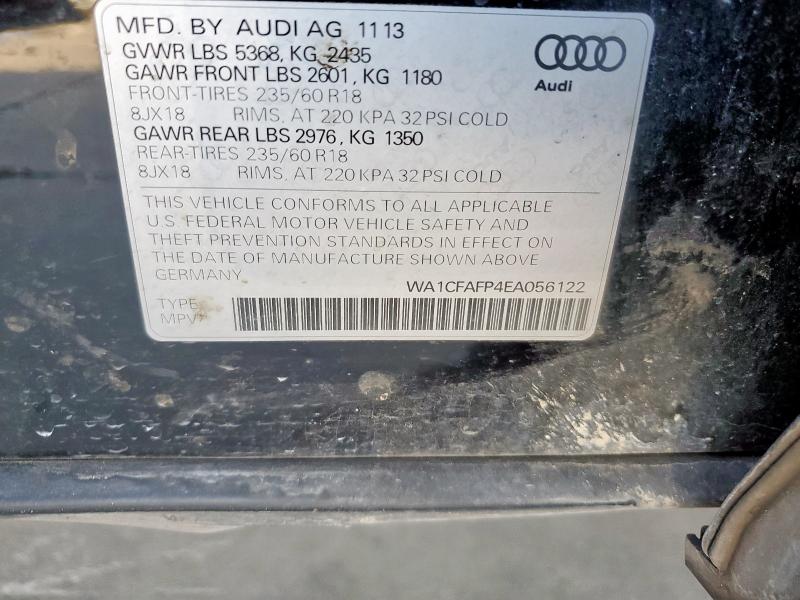 MFD. BY AUDI AG 11 13
GVWR LBS 5368, KG 2435
GAWR FRONT LBS 2601, KG 1180
FRONT-TIRES 235/60 R18
8JX18 RIMS. AT 220 KPA 32 PSI COLD
GAWR REAR LBS 2976, KG 1350
REAR-TIRES 235/60 R18
8JX18 RIMS. AT 220 KPA 32 PSI COLD
Audi
THIS VEHICLE CONFORMS TO ALL APPLICABLE
U.S. FEDERAL MOTOR VEHICLE SAFETY AND
THEFT PREVENTION STANDARDS IN EFFECT ON
THE DATE OF MANUFACTURE SHOWN ABOVE
GERMANY
WA1CFAFP4EA056122
TYPE
MPV